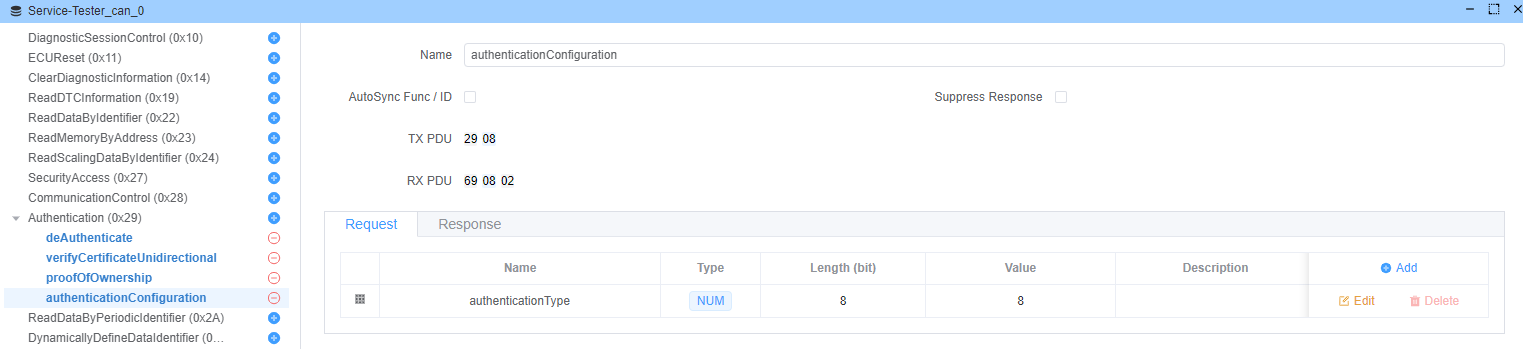 Service-Tester_can_0
DiagnosticSessionControl (0x10)
ECUReset (0x11)
ClearDiagnosticInformation (0x14)
ReadDTCInformation (0x19)
ReadDataByIdentifier (0x22)
ReadMemoryByAddress (0x23)
ReadScalingDataByIdentifier (0x24)
SecurityAccess (0x27)
CommunicationControl (0x28)
Authentication (0x29)
deAuthenticate
verifyCertificateUnidirectional
proofOfOwnership
authenticationConfiguration
ReadDataByPeriodicIdentifier (0x2A)
DynamicallyDefineDataIdentifier (0...
Name authenticationConfiguration
AutoSync Func / ID Suppress Response
TX PDU 29 08
RX PDU 69 08 02
Request Response
Name Type Length (bit) Value Description Add
authenticationType NUM 8 8 Edit Delete